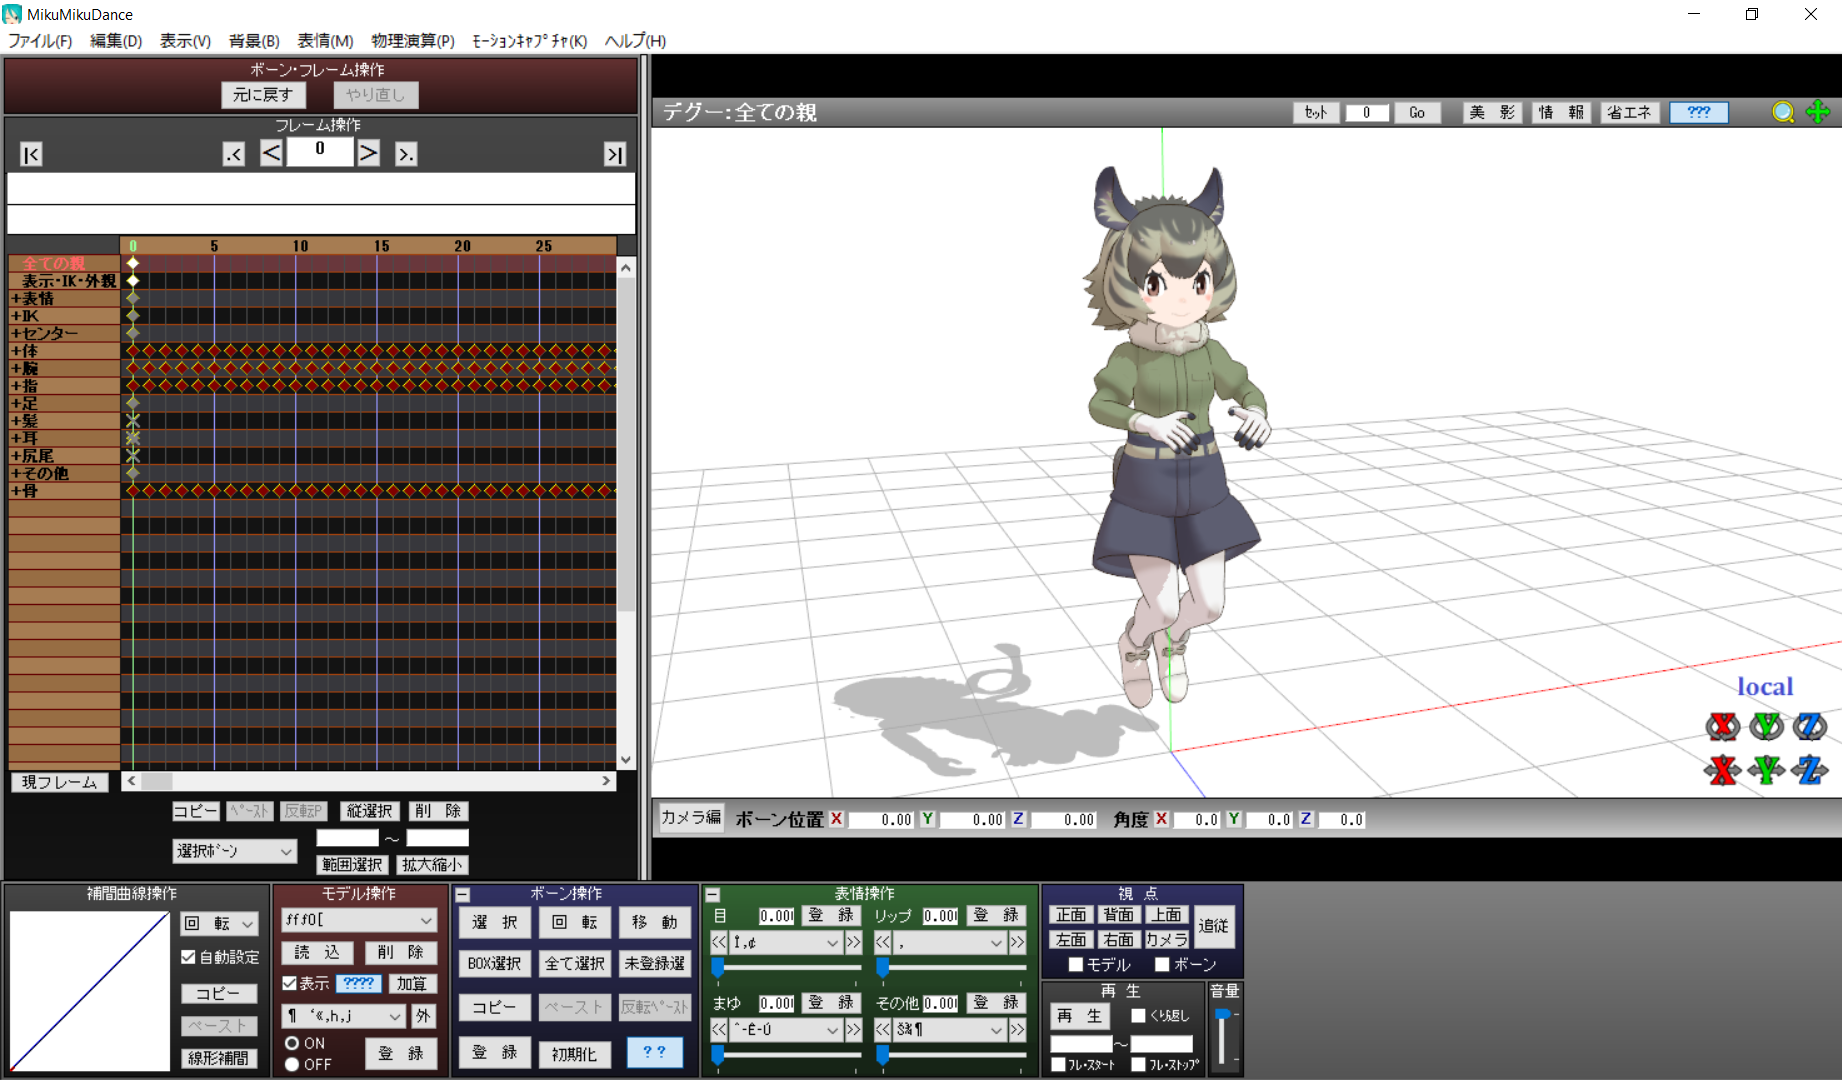 MikuMikuDance
ファイル(F) 編集(D) 表示(V) 背景(B) 表情(M) 物理演算(P) ﾓｰｼｮﾝｷｬﾌﾟﾁｬ(K) ヘルプ(H)
ボーン・フレーム操作
元に戻す やり直し
フレーム操作
|< .< < 0 > >. >|
0 5 10 15 20 25
全ての親
表示・IK・外親
+表情
+IK
+センター
+体
+腕
+指
+足
+髪
+耳
+尻尾
+その他
+骨
現フレーム
コピー ﾍﾟｰｽﾄ 反転P 縦選択 削 除
選択ﾎﾞｰﾝ ～
範囲選択 拡大縮小
デグー:全ての親 ｾｯﾄ 0 Go 美 影 情 報 省エネ ???
local
X Y Z
X Y Z
カメラ編 ボーン位置 X 0.00 Y 0.00 Z 0.00 角度 X 0.0 Y 0.0 Z 0.0
補間曲線操作
回 転
自動設定
コピー
ペースト
線形補間
モデル操作
ff.f0[
読 込 削 除
表示 ???? 加算
¶ ‘«,h,j 外
ON
OFF
登 録
ボーン操作
選 択 回 転 移 動
BOX選択 全て選択 未登録選
コピー ペースト 反転ﾍﾟｰｽﾄ
登 録 初期化 ? ?
表情操作
目 0.00 登 録 リップ 0.00 登 録
<< Î,¢ >> << , >>
まゆ 0.00 登 録 その他 0.00 登 録
<< ^-Ê-Ú >> << Š¾¶ >>
視 点
正面 背面 上面 追従
左面 右面 カメラ
モデル ボーン
再 生
再 生 くり返し
～
ﾌﾚ・ｽﾀｰﾄ ﾌﾚ・ｽﾄｯﾌﾟ
音量